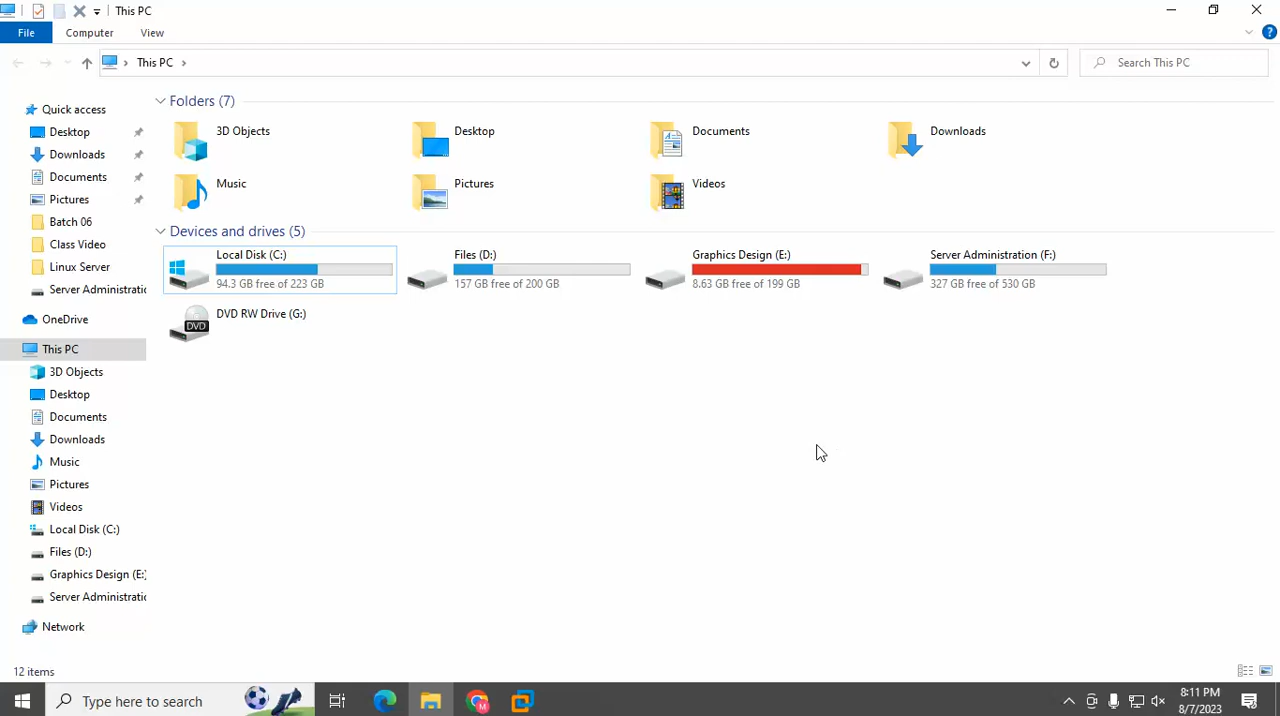 This PC
File Computer View
This PC
Search This PC
Quick access
Desktop
Downloads
Documents
Pictures
Batch 06
Class Video
Linux Server
Server Administratio
OneDrive
This PC
3D Objects
Desktop
Documents
Downloads
Music
Pictures
Videos
Local Disk (C:)
Files (D:)
Graphics Design (E:)
Server Administratio
Network
Folders (7)
3D Objects
Desktop
Documents
Downloads
Music
Pictures
Videos
Devices and drives (5)
Local Disk (C:)
94.3 GB free of 223 GB
Files (D:)
157 GB free of 200 GB
Graphics Design (E:)
8.63 GB free of 199 GB
Server Administration (F:)
327 GB free of 530 GB
DVD
DVD RW Drive (G:)
12 items
Type here to search
M
8:11 PM
8/7/2023